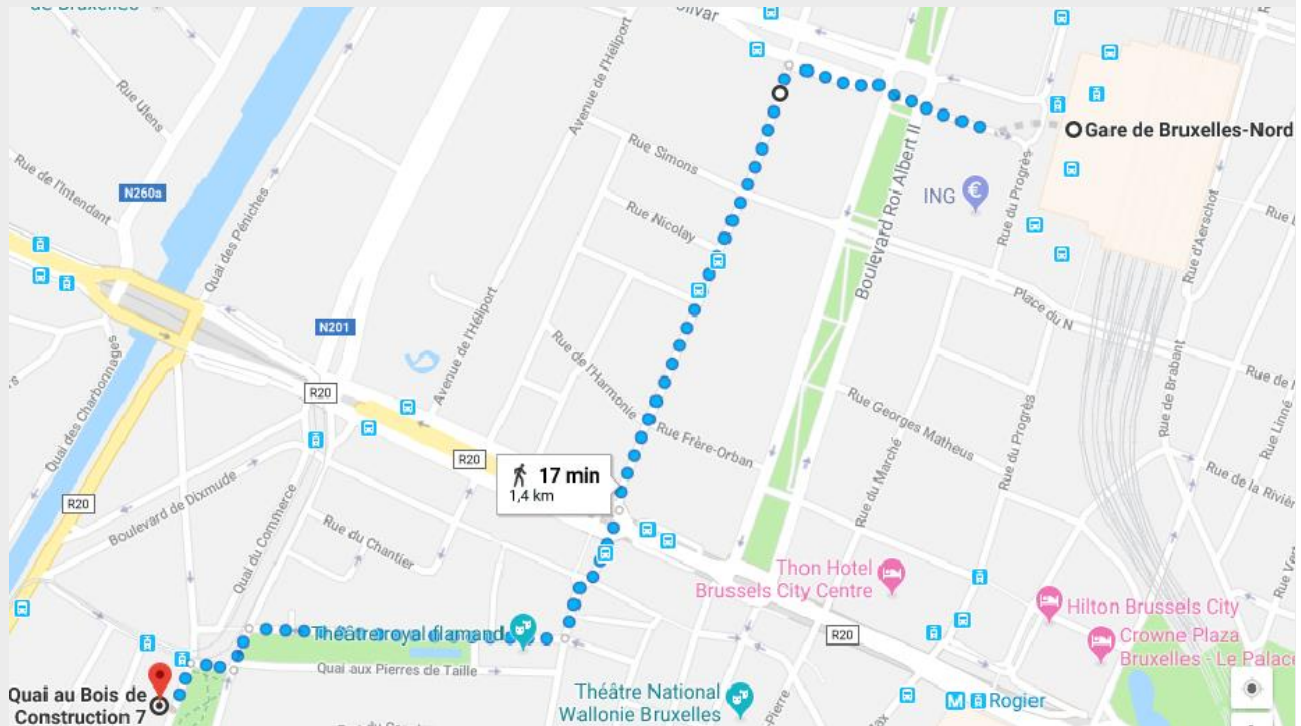 de Bruxelles
olivar
Rue Ulens
Avenue de l'Héliport
Gare de Bruxelles-Nord
Rue Simons
Boulevard Roi Albert II
Rue de l'Intendant
N260a
ING
Rue du Progrès
Rue Nicolay
Quai des Péniches
Rue d'Aerschot
Place du N
N201
Avenue de l'Héliport
Rue de l'Harmonie
Quai des Charbonnages
R20
Rue de Brabant
Rue Georges Matheus
Rue Linné
Rue Frère-Orban
R20
17 min
1,4 km
Rue du Marché
Rue du Progrès
Rue de la Rivière
R20
Boulevard de Dixmude
Quai du Commerce
Rue du Chantier
Thon Hotel
Brussels City Centre
Hilton Brussels City
Théâtre royal flamand
R20
Crowne Plaza
Bruxelles - Le Palace
Quai aux Pierres de Taille
Quai au Bois de
Construction 7
Théâtre National
Wallonie Bruxelles
M
Rogier